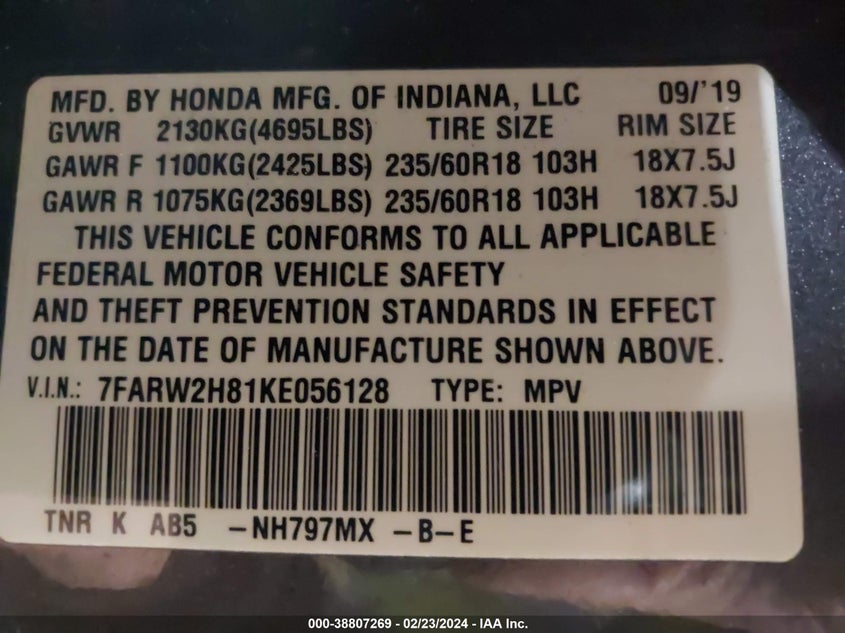 MFD. BY HONDA MFG. OF INDIANA, LLC 09/'19
GVWR 2130KG(4695LBS) TIRE SIZE RIM SIZE
GAWR F 1100KG(2425LBS) 235/60R18 103H 18X7.5J
GAWR R 1075KG(2369LBS) 235/60R18 103H 18X7.5J
THIS VEHICLE CONFORMS TO ALL APPLICABLE
FEDERAL MOTOR VEHICLE SAFETY
AND THEFT PREVENTION STANDARDS IN EFFECT
ON THE DATE OF MANUFACTURE SHOWN ABOVE.
V.I.N.: 7FARW2H81KE056128 TYPE: MPV
TNR K AB5 -NH797MX -B-E
000-38807269 - 02/23/2024 - IAA Inc.